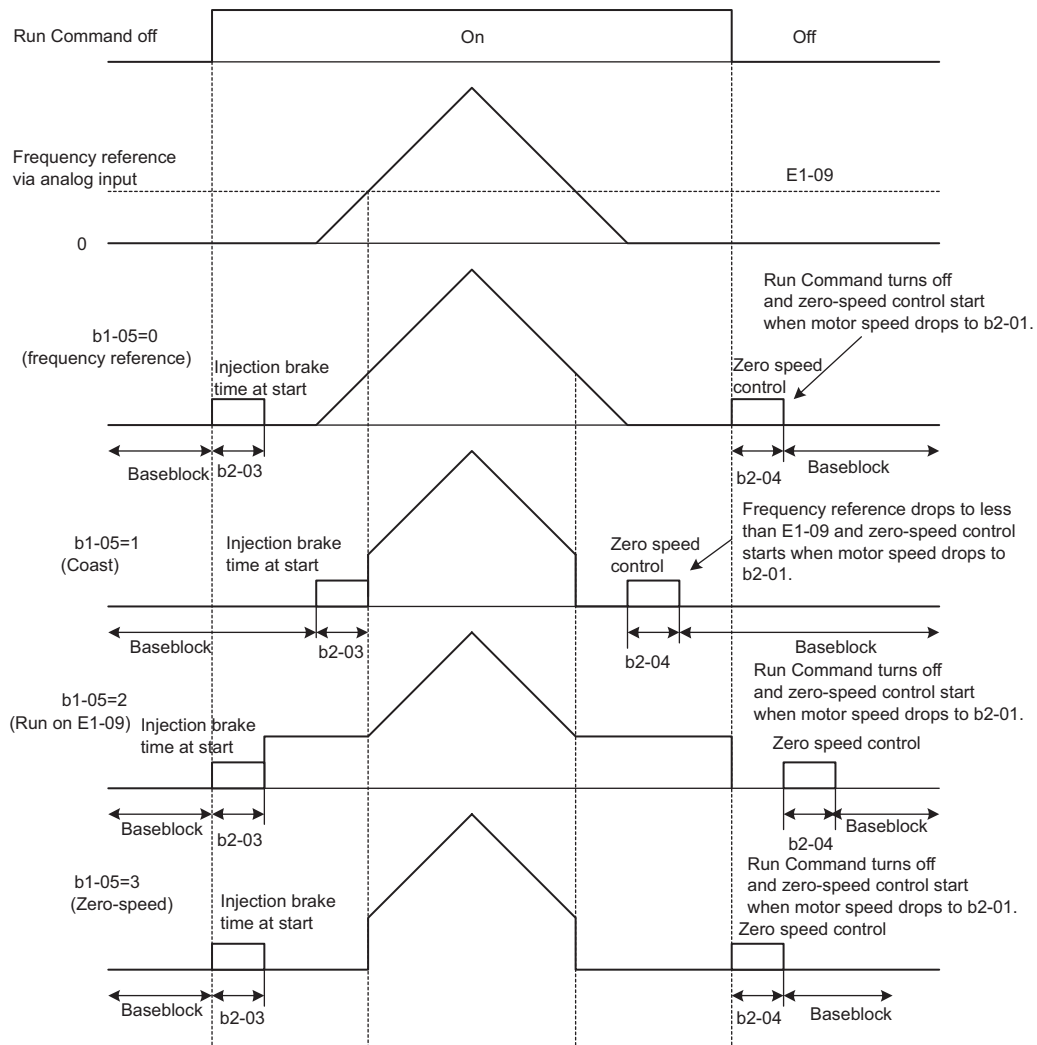 Run Command off
On
Off
Frequency reference
via analog input
E1-09
0
Run Command turns off
and zero-speed control start
when motor speed drops to b2-01.
b1-05=0
(frequency reference)
Injection brake
time at start
Zero speed
control
Baseblock
b2-03
b2-04
Baseblock
Frequency reference drops to less
than E1-09 and zero-speed control
starts when motor speed drops to
b2-01.
b1-05=1
(Coast)
Injection brake
time at start
Zero speed
control
Baseblock
b2-03
b2-04
Baseblock
Run Command turns off
and zero-speed control start
when motor speed drops to b2-01.
b1-05=2
(Run on E1-09)
Injection brake
time at start
Zero speed control
Baseblock
b2-03
b2-04
Baseblock
Run Command turns off
and zero-speed control start
when motor speed drops to b2-01.
b1-05=3
(Zero-speed)
Injection brake
time at start
Zero speed control
Baseblock
b2-03
b2-04
Baseblock